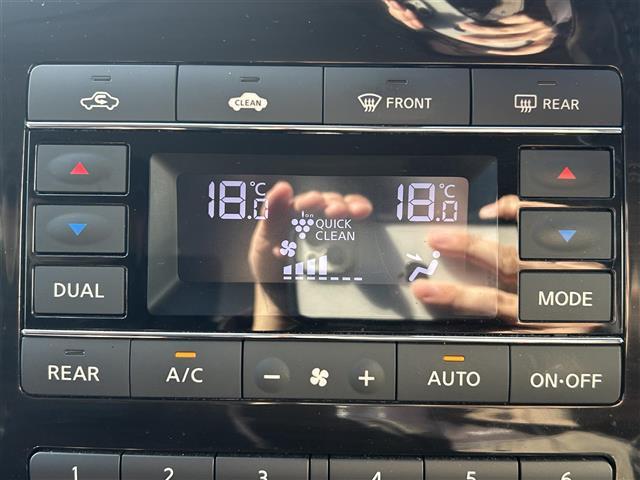 CLEAN
FRONT
REAR
18.0°C
18.0°C
on
QUICK
CLEAN
DUAL
MODE
REAR
A/C
− +
AUTO
ON·OFF
1 2 3 4 5 6